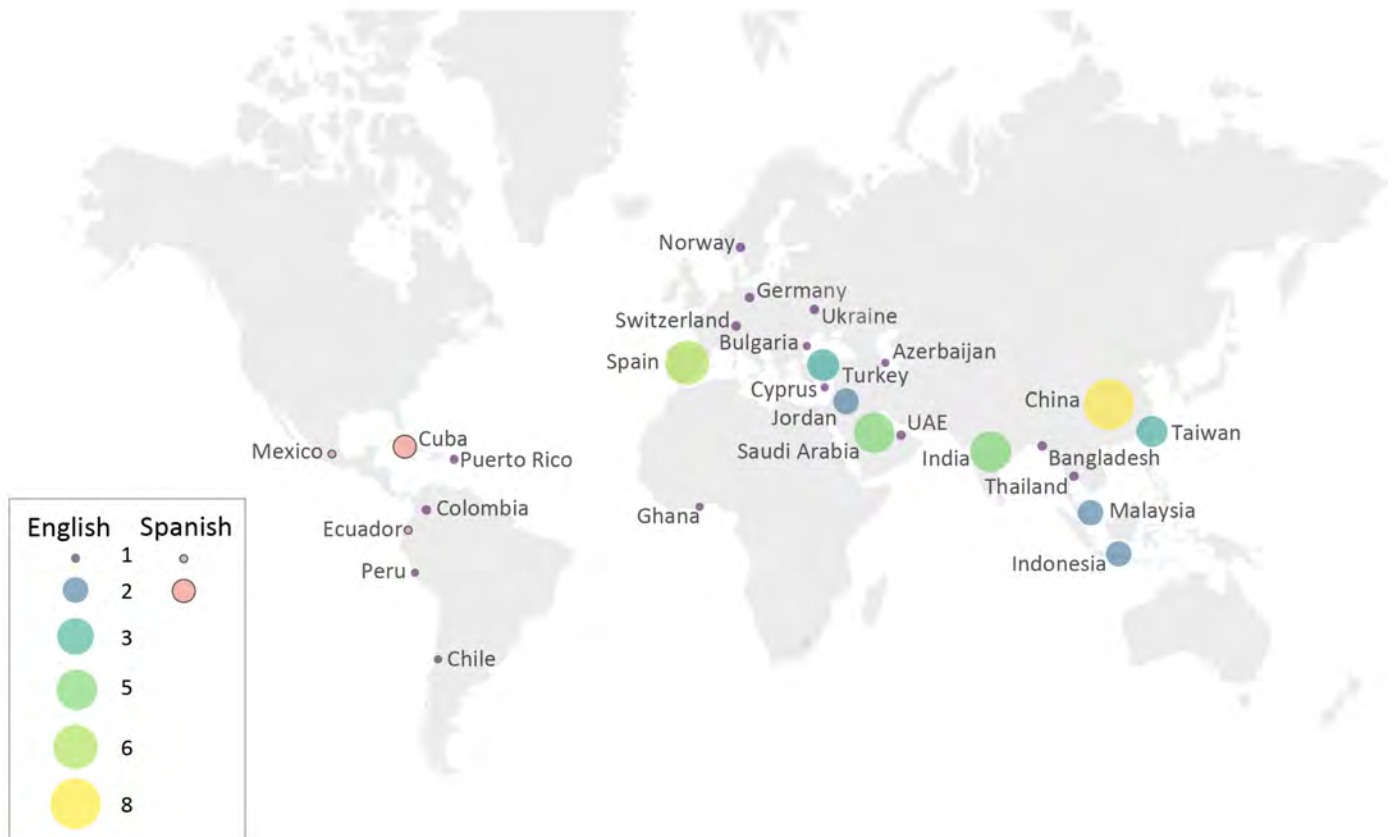 Norway
Germany
Ukraine
Switzerland
Bulgaria
Azerbaijan
Spain
Turkey
Cyprus
China
Jordan
UAE
Taiwan
Cuba
Mexico
Saudi Arabia
India
Puerto Rico
Bangladesh
Thailand
Colombia
Malaysia
Ghana
Ecuador
Indonesia
Peru
Chile
English Spanish
1
2
3
5
6
8